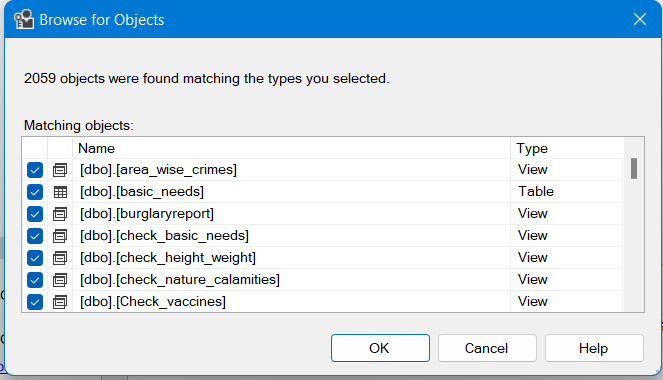 Browse for Objects
2059 objects were found matching the types you selected.
Matching objects:
Name Type
[dbo].[area_wise_crimes] View
[dbo].[basic_needs] Table
[dbo].[burglaryreport] View
[dbo].[check_basic_needs] View
[dbo].[check_height_weight] View
[dbo].[check_nature_calamities] View
[dbo].[Check_vaccines] View
OK Cancel Help